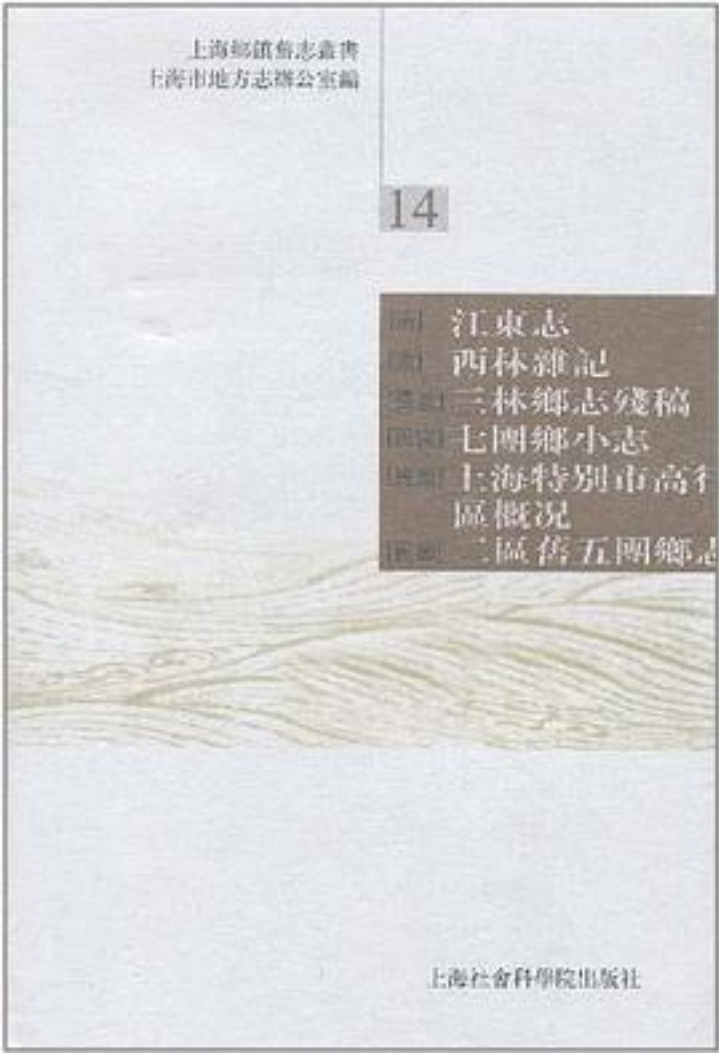 上海鄉鎮舊志叢書
上海市地方志辦公室編
14
江東志
西林雜記
三林鄉志殘稿
七團鄉小志
上海特別市高行
區概况
二區舊五團鄉志
上海社會科學院出版社